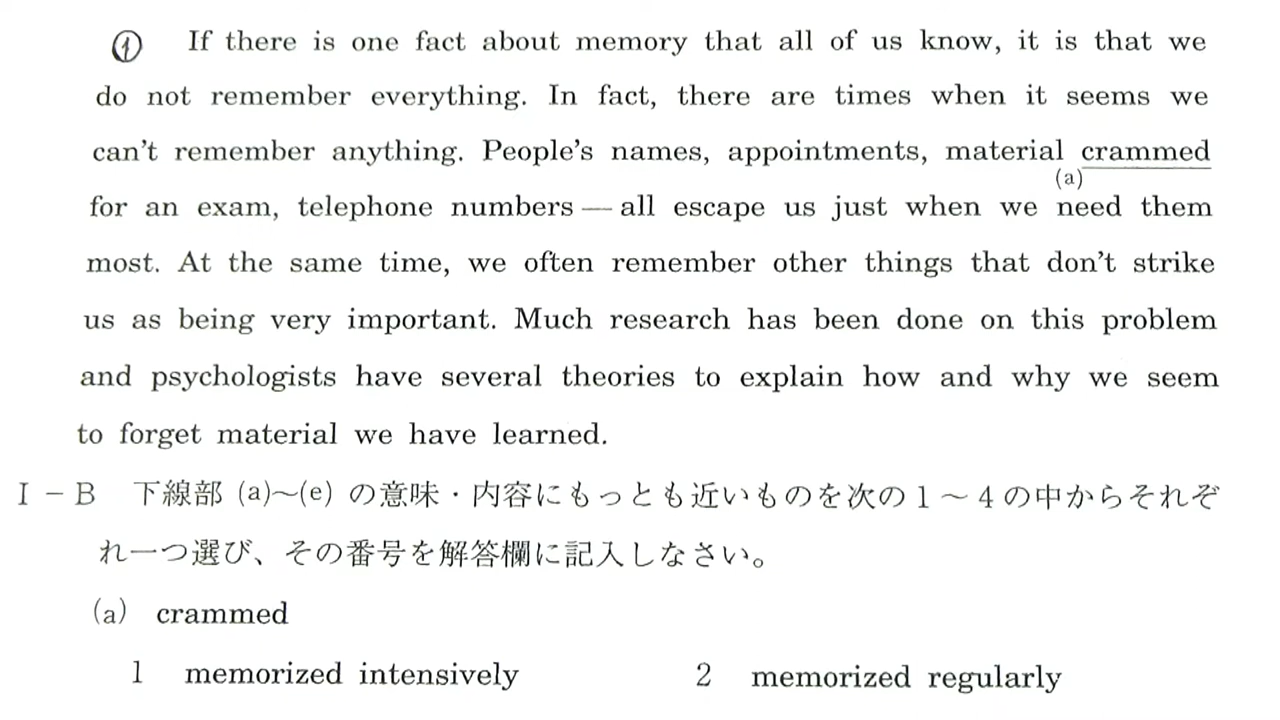 ① If there is one fact about memory that all of us know, it is that we
do not remember everything. In fact, there are times when it seems we
can't remember anything. People's names, appointments, material crammed
(a)
for an exam, telephone numbers — all escape us just when we need them
most. At the same time, we often remember other things that don't strike
us as being very important. Much research has been done on this problem
and psychologists have several theories to explain how and why we seem
to forget material we have learned.
Ⅰ－B 下線部 (a)～(e) の意味・内容にもっとも近いものを次の１～４の中からそれぞ
れ一つ選び、その番号を解答欄に記入しなさい。
(a) crammed
1 memorized intensively 2 memorized regularly